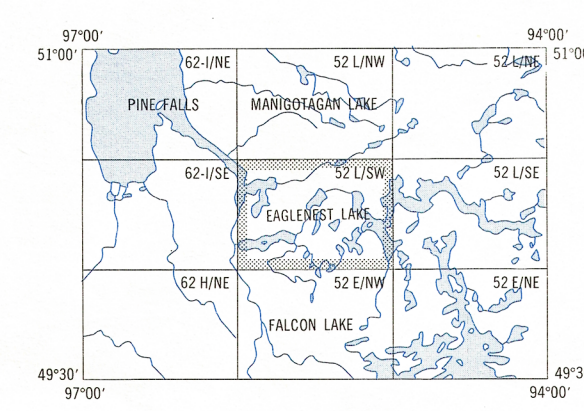 97°00' 94°00'
51°00' 51°00
62-I/NE 52 L/NW 52 L/NE
PINE FALLS MANIGOTAGAN LAKE
62-I/SE 52 L/SW 52 L/SE
EAGLENEST LAKE
62 H/NE 52 E/NW 52 E/NE
FALCON LAKE
49°30' 49°3
97°00' 94°00'